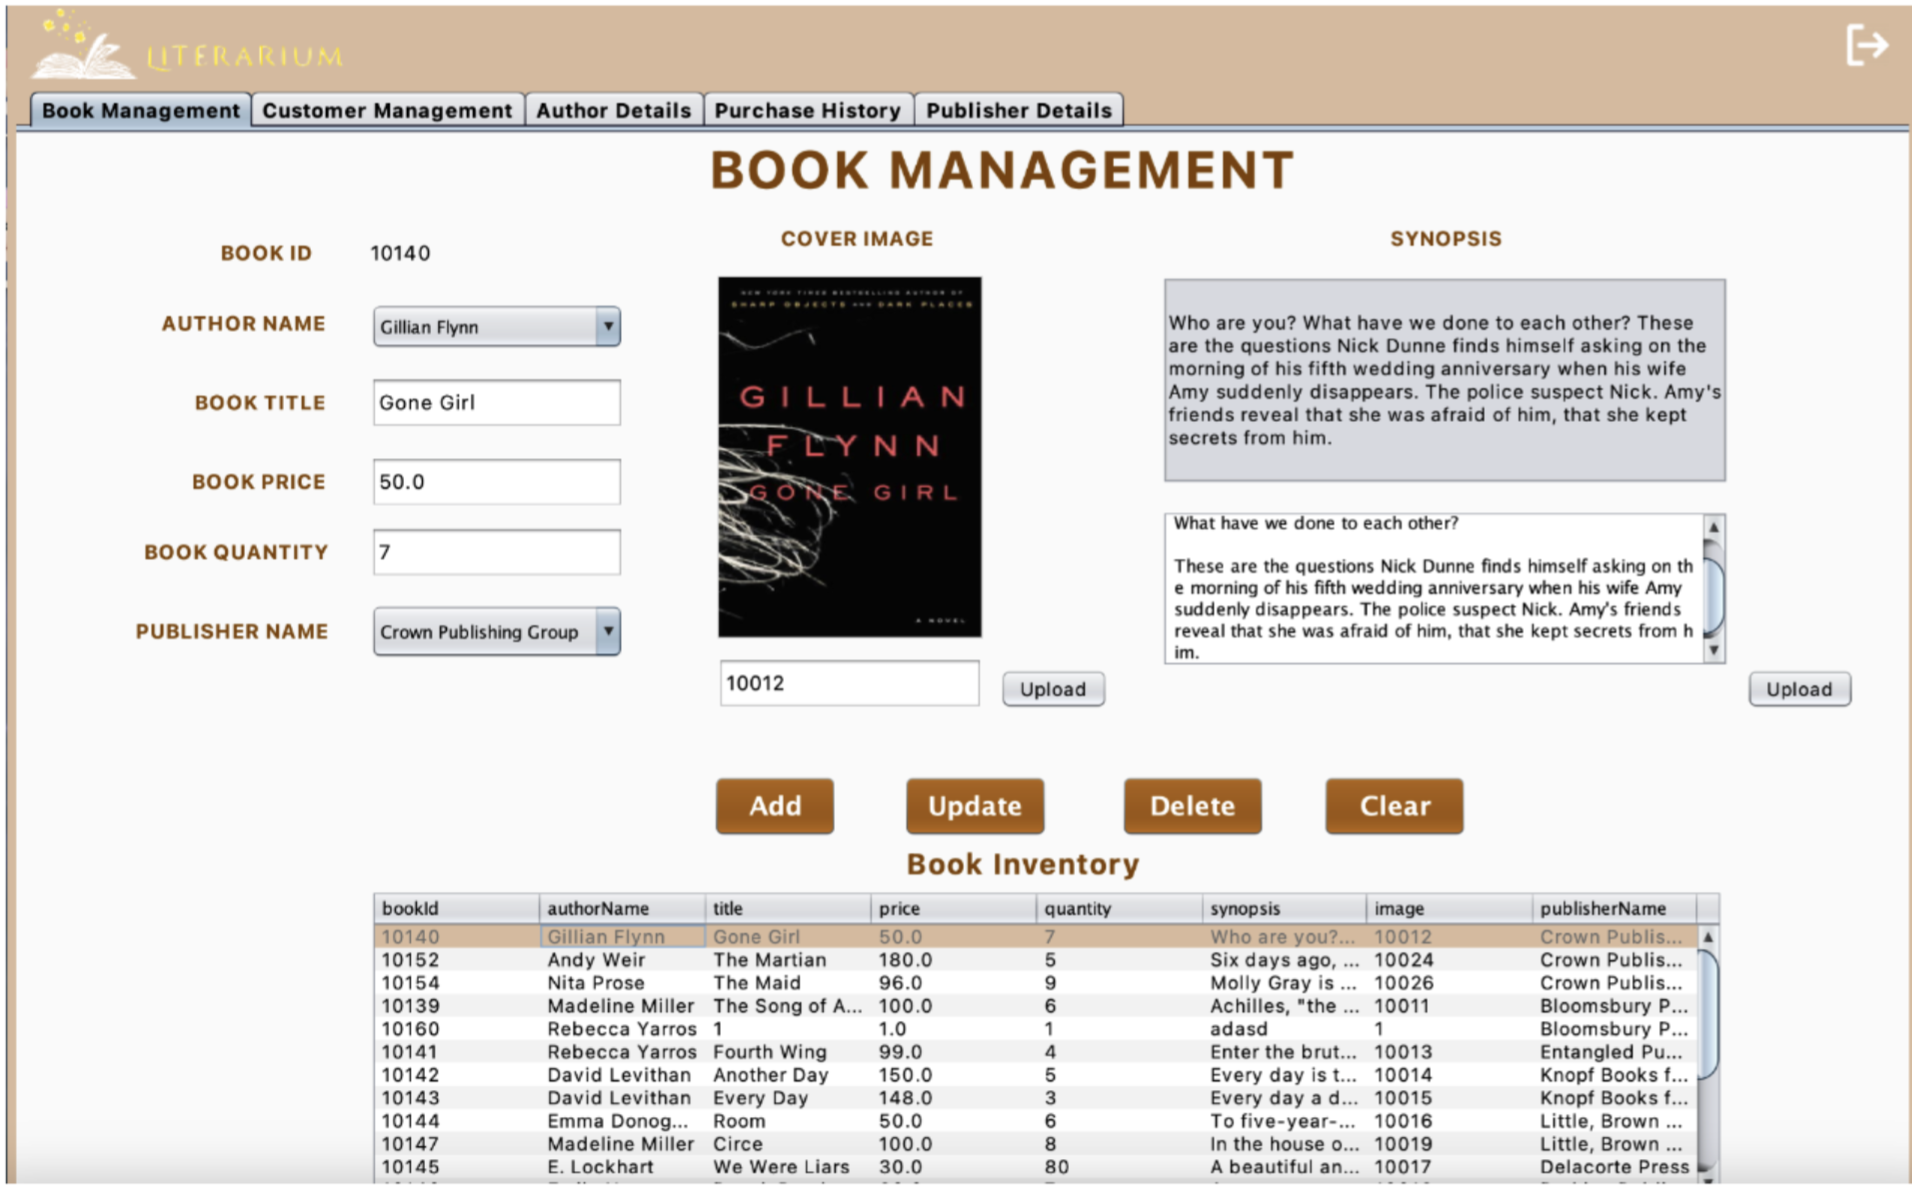 LITERARIUM
Book Management Customer Management Author Details Purchase History Publisher Details
BOOK MANAGEMENT
BOOK ID 10140
AUTHOR NAME Gillian Flynn
BOOK TITLE Gone Girl
BOOK PRICE 50.0
BOOK QUANTITY 7
PUBLISHER NAME Crown Publishing Group
COVER IMAGE
NEW YORK TIMES BESTSELLING AUTHOR OF
SHARP OBJECTS AND DARK PLACES
GILLIAN
FLYNN
GONE GIRL
A NOVEL
10012 Upload
SYNOPSIS
Who are you? What have we done to each other? These
are the questions Nick Dunne finds himself asking on the
morning of his fifth wedding anniversary when his wife
Amy suddenly disappears. The police suspect Nick. Amy's
friends reveal that she was afraid of him, that she kept
secrets from him.
What have we done to each other?
These are the questions Nick Dunne finds himself asking on th
e morning of his fifth wedding anniversary when his wife Amy
suddenly disappears. The police suspect Nick. Amy's friends
reveal that she was afraid of him, that she kept secrets from h
im.
Upload
Add Update Delete Clear
Book Inventory
bookId authorName title price quantity synopsis image publisherName
10140 Gillian Flynn Gone Girl 50.0 7 Who are you?... 10012 Crown Publis...
10152 Andy Weir The Martian 180.0 5 Six days ago, ... 10024 Crown Publis...
10154 Nita Prose The Maid 96.0 9 Molly Gray is ... 10026 Crown Publis...
10139 Madeline Miller The Song of A... 100.0 6 Achilles, "the ... 10011 Bloomsbury P...
10160 Rebecca Yarros 1 1.0 1 adasd 1 Bloomsbury P...
10141 Rebecca Yarros Fourth Wing 99.0 4 Enter the brut... 10013 Entangled Pu...
10142 David Levithan Another Day 150.0 5 Every day is t... 10014 Knopf Books f...
10143 David Levithan Every Day 148.0 3 Every day a d... 10015 Knopf Books f...
10144 Emma Donog... Room 50.0 6 To five-year-... 10016 Little, Brown ...
10147 Madeline Miller Circe 100.0 8 In the house o... 10019 Little, Brown ...
10145 E. Lockhart We Were Liars 30.0 80 A beautiful an... 10017 Delacorte Press